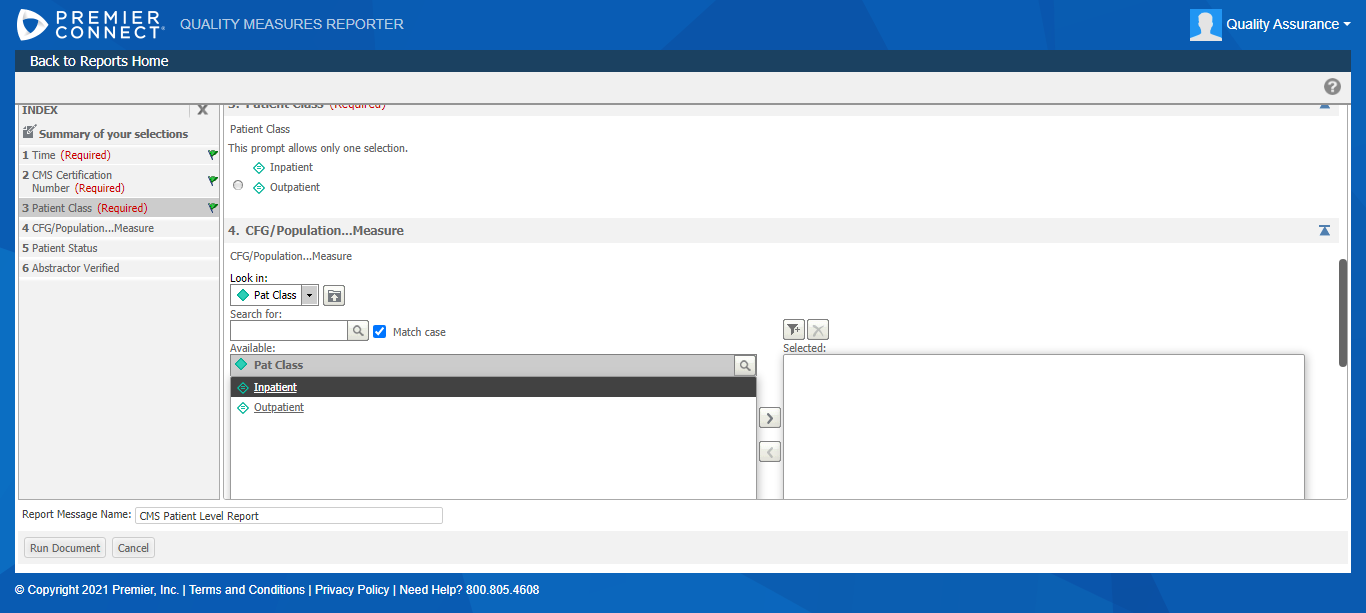 PREMIER
CONNECT
QUALITY MEASURES REPORTER
Quality Assurance
Back to Reports Home
INDEX
X
Summary of your selections
1 Time (Required)
2 CMS Certification
Number (Required)
3 Patient Class (Required)
4 CFG/Population...Measure
5 Patient Status
6 Abstractor Verified
3. Patient Class (Required)
Patient Class
This prompt allows only one selection.
Inpatient
Outpatient
4. CFG/Population...Measure
CFG/Population...Measure
Look in:
Pat Class
Search for:
Match case
Available:
Selected:
Pat Class
Inpatient
Outpatient
Report Message Name: CMS Patient Level Report
Run Document Cancel
© Copyright 2021 Premier, Inc. | Terms and Conditions | Privacy Policy | Need Help? 800.805.4608